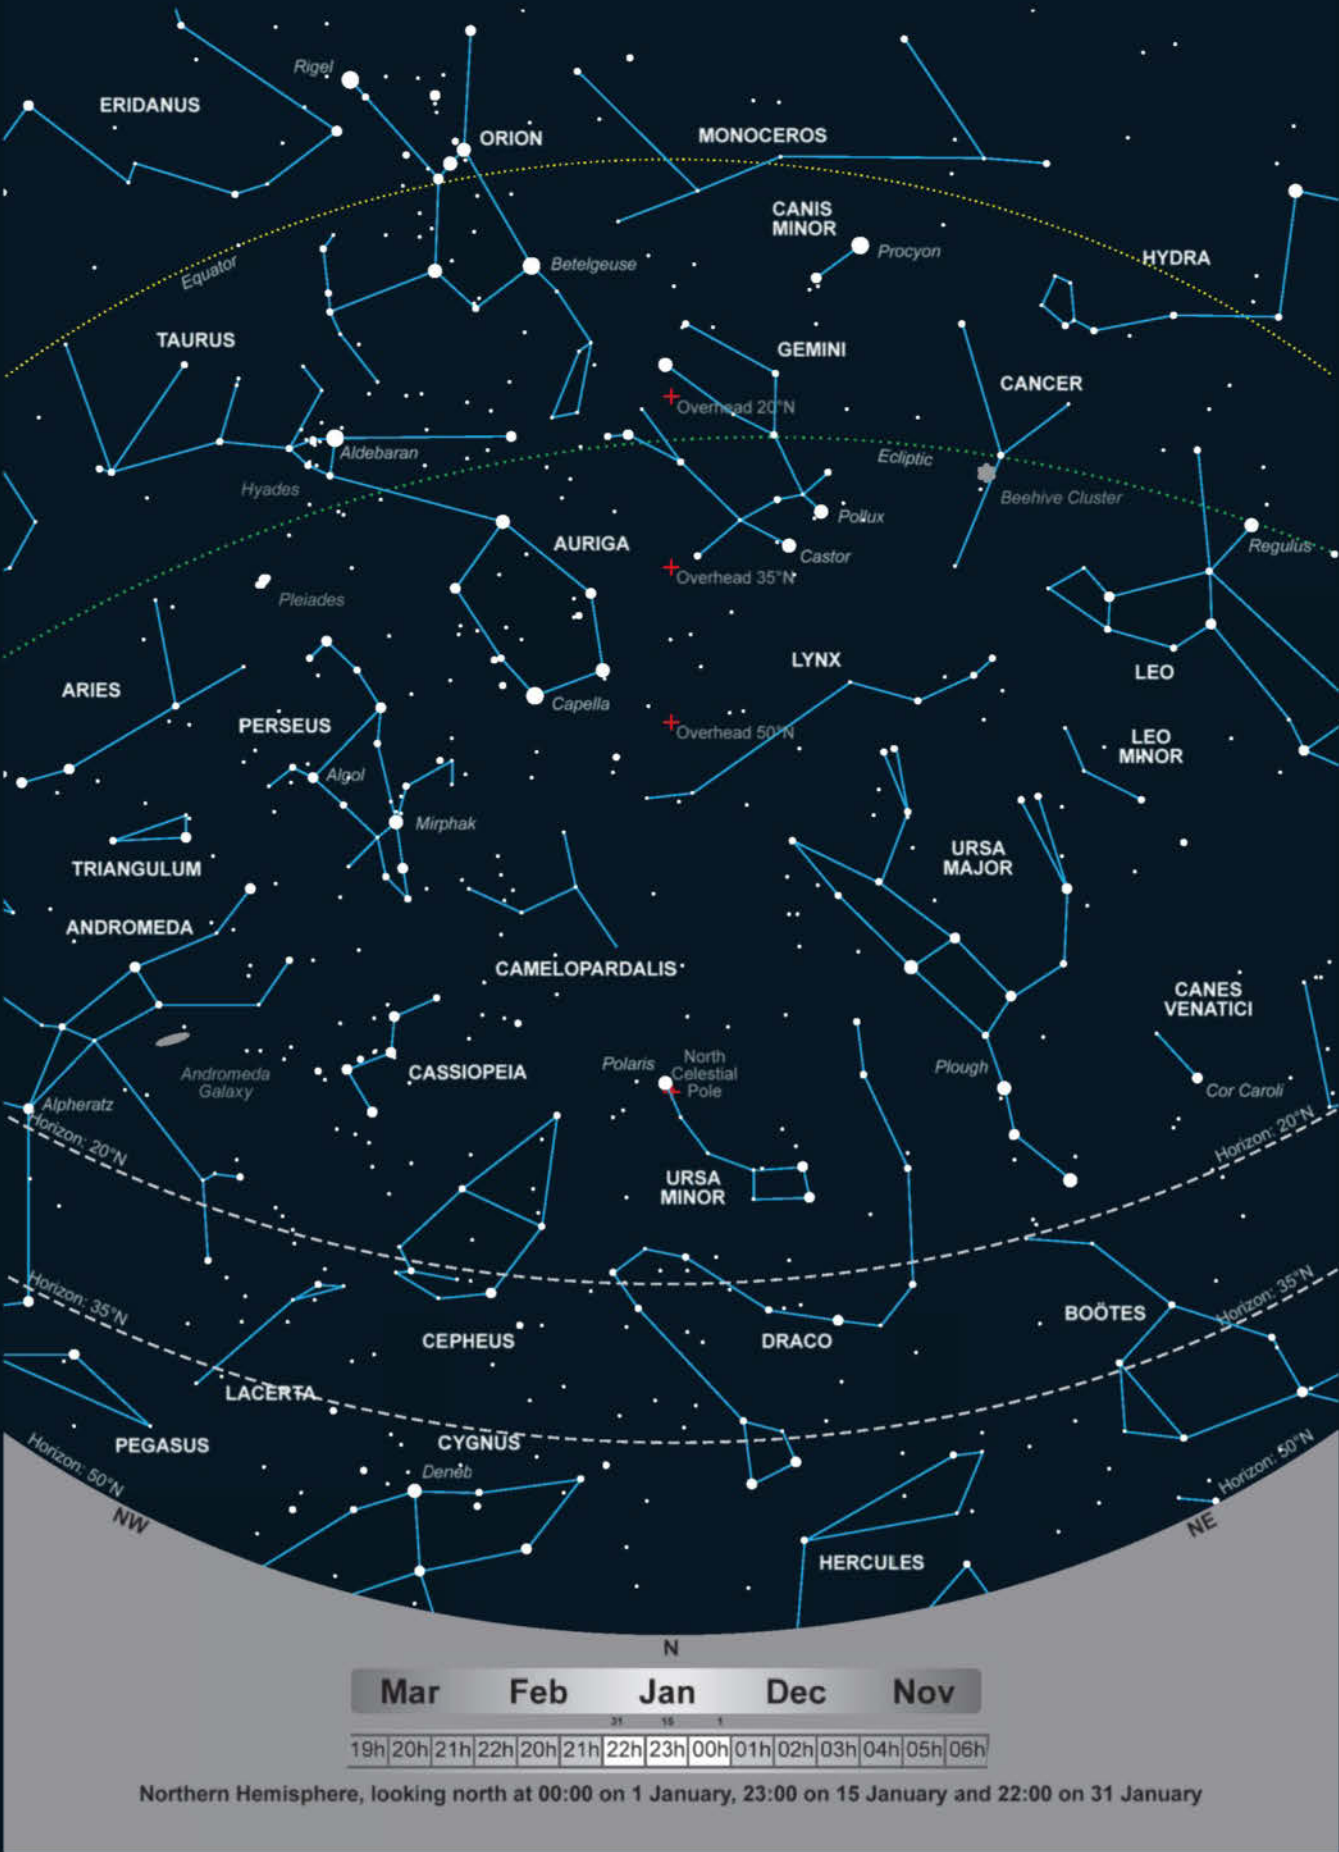 Rigel
ERIDANUS
ORION
MONOCEROS
CANIS
MINOR
Procyon
HYDRA
Equator
Betelgeuse
TAURUS
GEMINI
CANCER
Overhead 20°N
Aldebaran
Ecliptic
Hyades
Beehive Cluster
Pollux
AURIGA
Castor
Regulus
Overhead 35°N
Pleiades
LYNX
LEO
ARIES
Capella
PERSEUS
Overhead 50°N
LEO
MINOR
Algol
Mirphak
URSA
MAJOR
TRIANGULUM
ANDROMEDA
CAMELOPARDALIS
CANES
VENATICI
Andromeda
Galaxy
CASSIOPEIA
Polaris
North
Celestial
Pole
Plough
Cor Caroli
Alpheratz
Horizon: 20°N
Horizon: 20°N
URSA
MINOR
Horizon: 35°N
Horizon: 35°N
BOÖTES
CEPHEUS
DRACO
LACERTA
PEGASUS
CYGNUS
Deneb
Horizon: 50°N
Horizon: 50°N
NW
NE
HERCULES
N
Mar Feb Jan Dec Nov
31 15 1
19h 20h 21h 22h 20h 21h 22h 23h 00h 01h 02h 03h 04h 05h 06h
Northern Hemisphere, looking north at 00:00 on 1 January, 23:00 on 15 January and 22:00 on 31 January